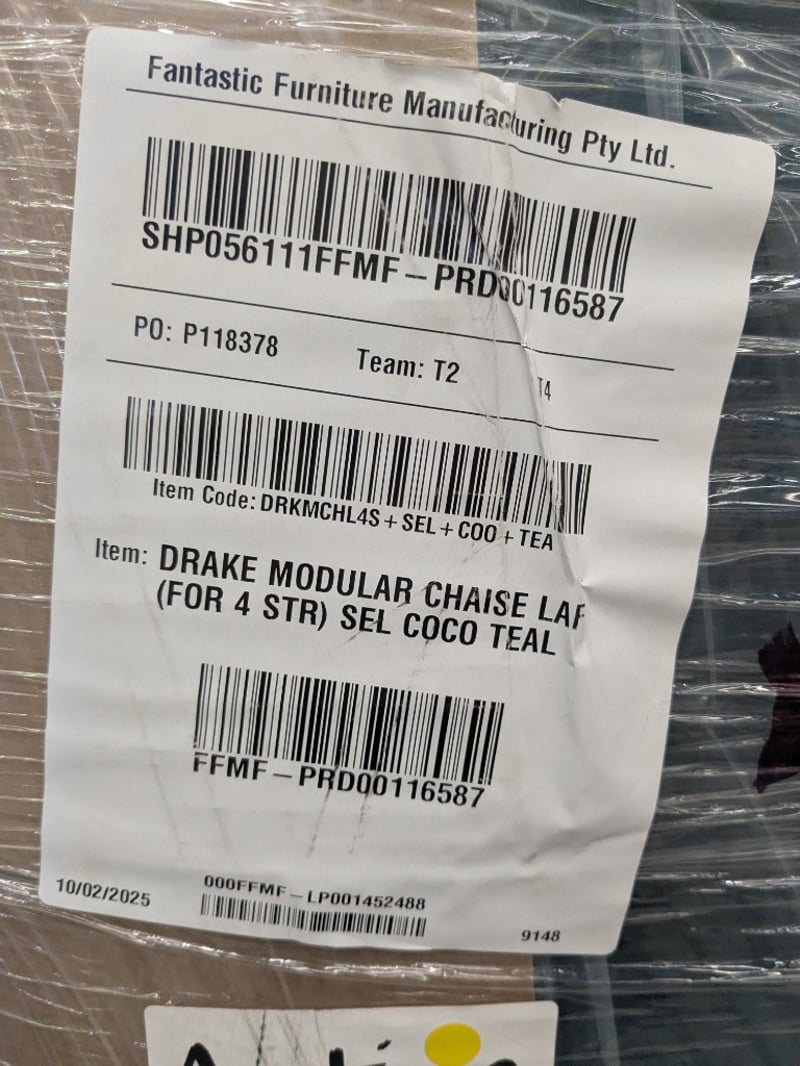 Fantastic Furniture Manufacturing Pty Ltd.
SHP056111FFMF-PRD00116587
PO: P118378 Team: T2 T4
Item Code: DRKMCHL4S+SEL+COO+TEA
Item: DRAKE MODULAR CHAISE LAF
(FOR 4 STR) SEL COCO TEAL
FFMF-PRD00116587
000FFMF-LP001452488
10/02/2025
9148